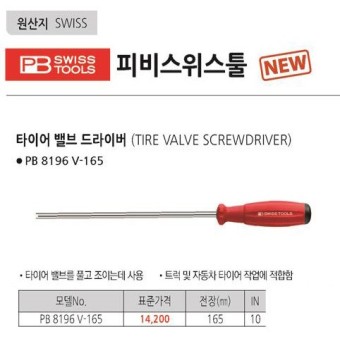 원산지 SWISS
PB SWISS TOOLS 피비스위스툴 NEW
타이어 밸브 드라이버 (TIRE VALVE SCREWDRIVER)
● PB 8196 V-165
PB SWISS TOOLS
• 타이어 밸브를 풀고 조이는데 사용 • 트럭 및 자동차 타이어 작업에 적합함
모델No. 표준가격 전장(㎜) IN
PB 8196 V-165 14,200 165 10